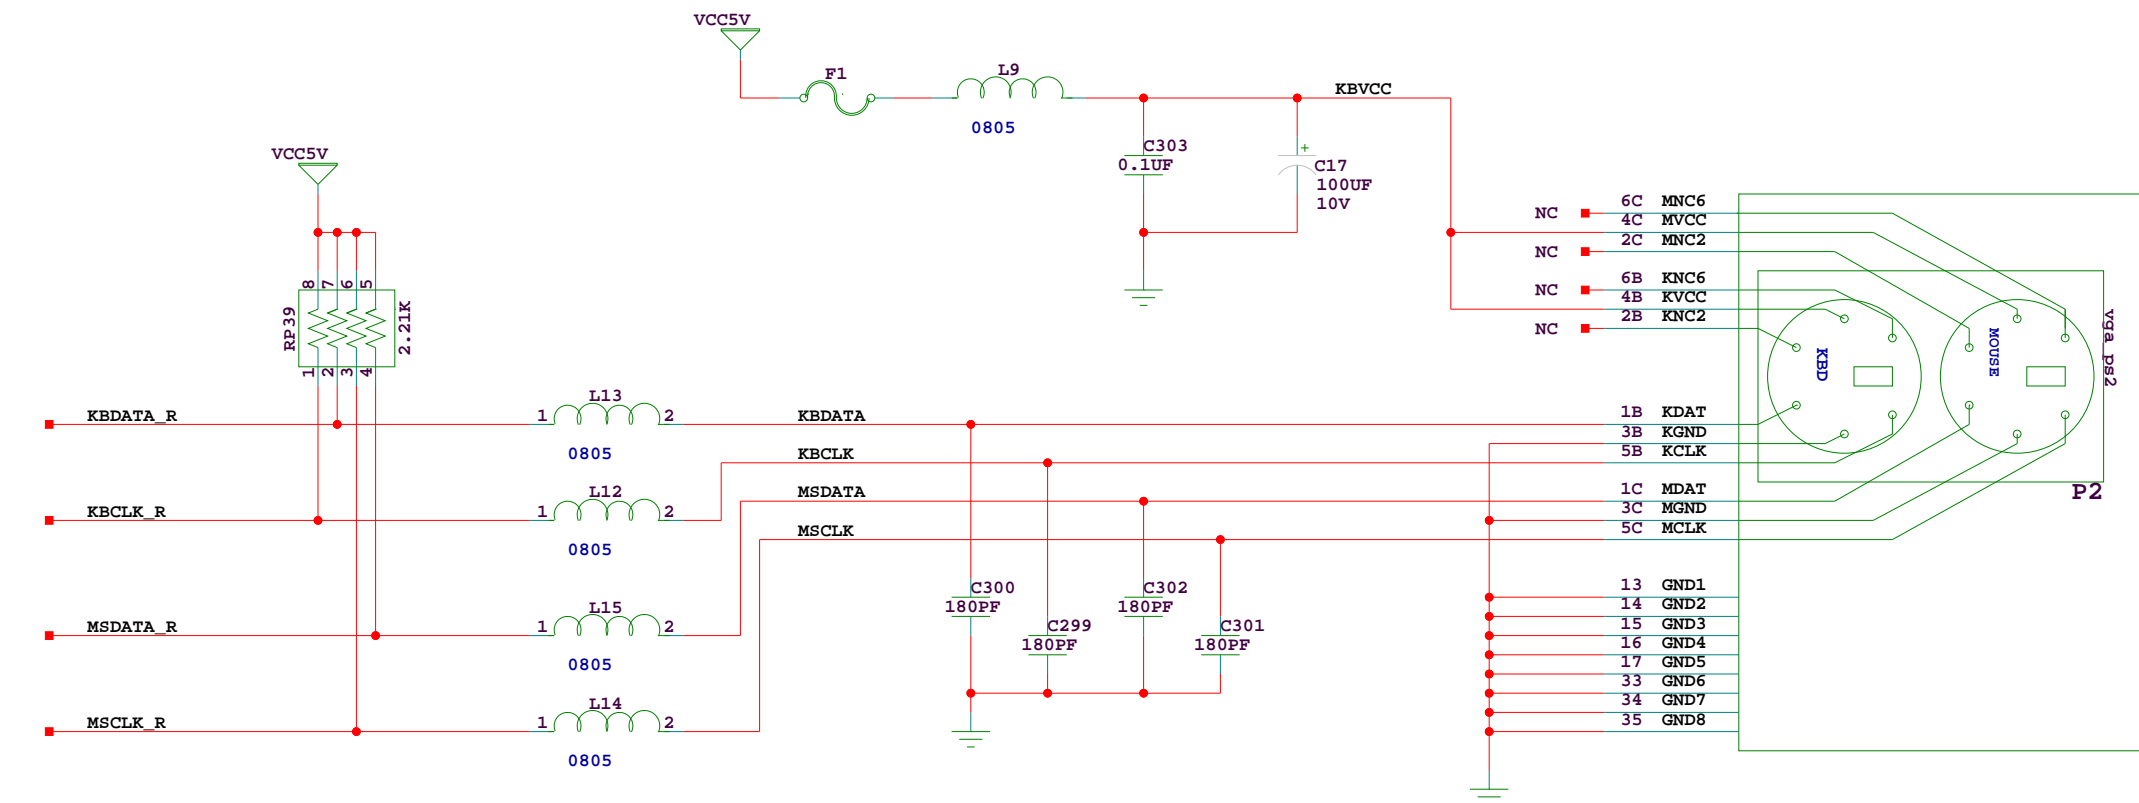 VCC5V
F1
L9
0805
KBVCC
C303
0.1UF
+
C17
100UF
10V
VCC5V
8 7 6 5
RP39
2.21K
1 2 3 4
NC
6C MNC6
4C MVCC
NC
2C MNC2
NC
6B KNC6
4B KVCC
NC
2B KNC2
KBD
MOUSE
vga_ps2
P2
KBDATA_R
1 L13 2
0805
KBDATA
1B KDAT
3B KGND
KBCLK
5B KCLK
KBCLK_R
1 L12 2
0805
MSDATA
1C MDAT
3C MGND
MSCLK
5C MCLK
C300
180PF
C302
180PF
C299
180PF
C301
180PF
MSDATA_R
1 L15 2
0805
MSCLK_R
1 L14 2
0805
13 GND1
14 GND2
15 GND3
16 GND4
17 GND5
33 GND6
34 GND7
35 GND8